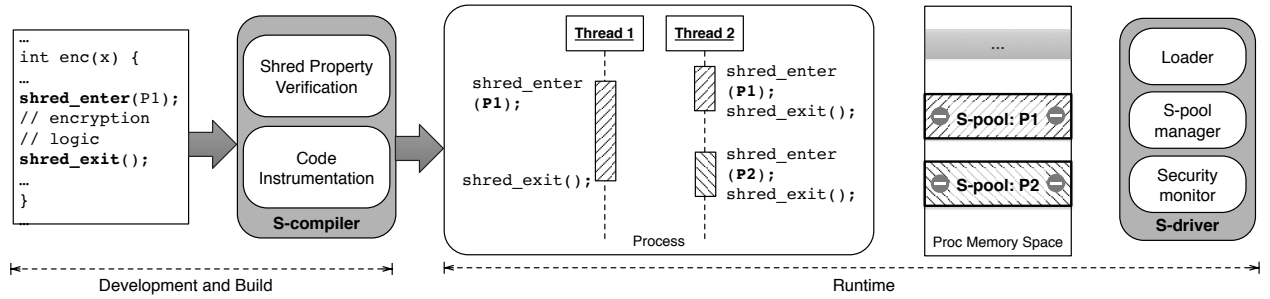 …
int enc(x) {
…
shred_enter(P1);
// encryption
// logic
shred_exit();
…
}
…
Shred Property
Verification
Code
Instrumentation
S-compiler
Development and Build
Thread 1
shred_enter
(P1);
shred_exit();
Thread 2
shred_enter
(P1);
shred_exit();
shred_enter
(P2);
shred_exit();
Process
...
S-pool: P1
S-pool: P2
Proc Memory Space
Loader
S-pool
manager
Security
monitor
S-driver
Runtime